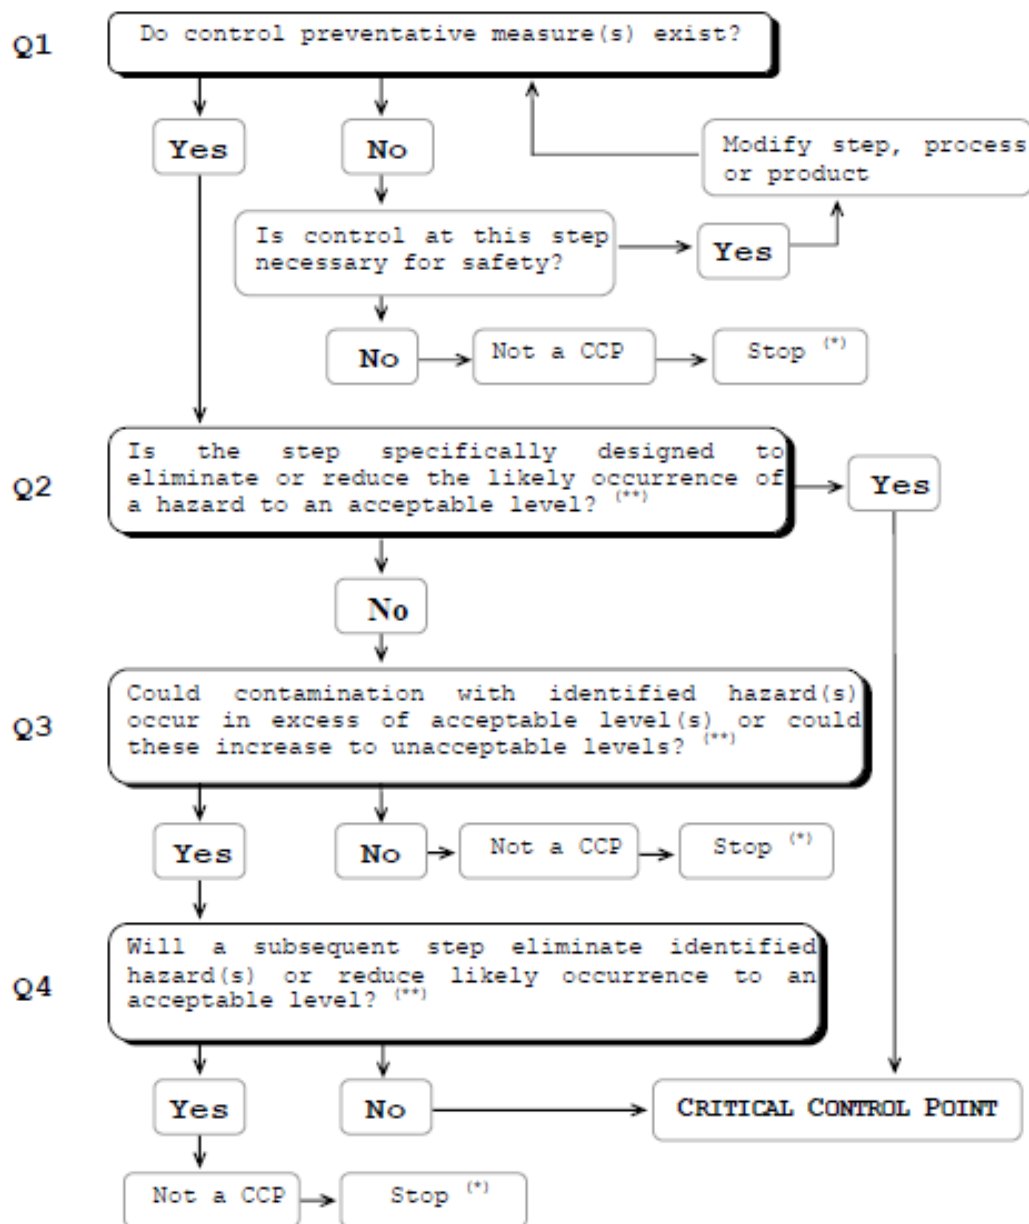 Q1
Do control preventative measure(s) exist?
Yes
No
Modify step, process
or product
Is control at this step
necessary for safety?
Yes
No
Not a CCP
Stop (*)
Q2
Is the step specifically designed to
eliminate or reduce the likely occurrence of
a hazard to an acceptable level? (**)
Yes
No
Q3
Could contamination with identified hazard(s)
occur in excess of acceptable level(s) or could
these increase to unacceptable levels? (**)
Yes
No
Not a CCP
Stop (*)
Q4
Will a subsequent step eliminate identified
hazard(s) or reduce likely occurrence to an
acceptable level? (**)
Yes
No
CRITICAL CONTROL POINT
Not a CCP
Stop (*)